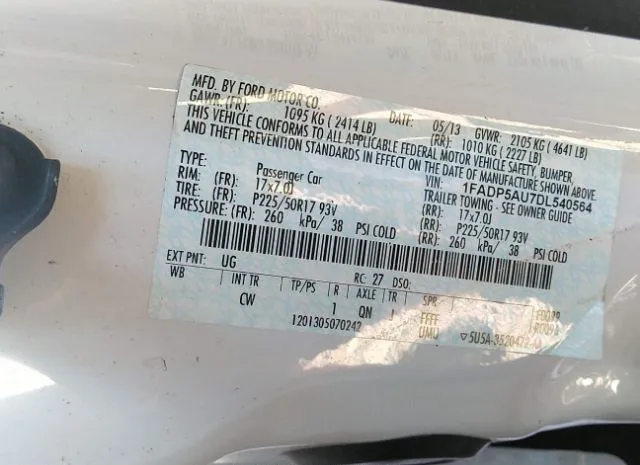 MFD. BY FORD MOTOR CO.
DATE: 05/13 GVWR: 2105 KG ( 4641 LB)
GAWR: (FR): 1095 KG ( 2414 LB) (RR): 1010 KG ( 2227 LB)
THIS VEHICLE CONFORMS TO ALL APPLICABLE FEDERAL MOTOR VEHICLE SAFETY, BUMPER
AND THEFT PREVENTION STANDARDS IN EFFECT ON THE DATE OF MANUFACTURE SHOWN ABOVE.
VIN: 1FADP5AU7DL540564
TYPE: Passenger Car TRAILER TOWING - SEE OWNER GUIDE
RIM: (FR): 17x7.0J (RR): 17x7.0J
TIRE: (FR): P225/50R17 93V (RR): P225/50R17 93V
PRESSURE: (FR): 260 kPa/ 38 PSI COLD (RR): 260 kPa/ 38 PSI COLD
EXT PNT: UG RC: 27 DSO:
WB INT TR TP/PS R AXLE TR SPR
CW 1 QN FFFF
1201305070242 UMU